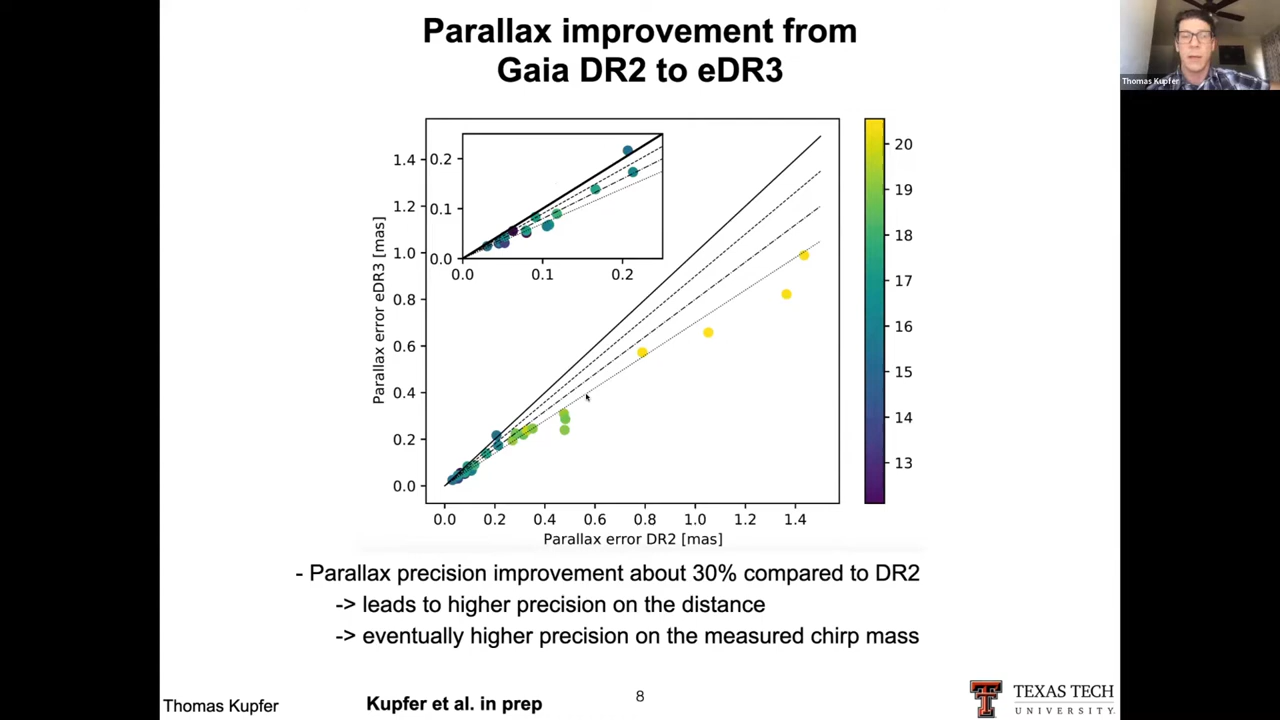 Parallax improvement from
Gaia DR2 to eDR3
Thomas Kupfer
1.4
1.2
1.0
0.8
0.6
0.4
0.2
0.0
Parallax error eDR3 [mas]
0.2
0.1
0.0
0.0
0.1
0.2
20
19
18
17
16
15
14
13
0.0
0.2
0.4
0.6
0.8
1.0
1.2
1.4
Parallax error DR2 [mas]
- Parallax precision improvement about 30% compared to DR2
-> leads to higher precision on the distance
-> eventually higher precision on the measured chirp mass
Thomas Kupfer
Kupfer et al. in prep
8
TEXAS TECH
UNIVERSITY.